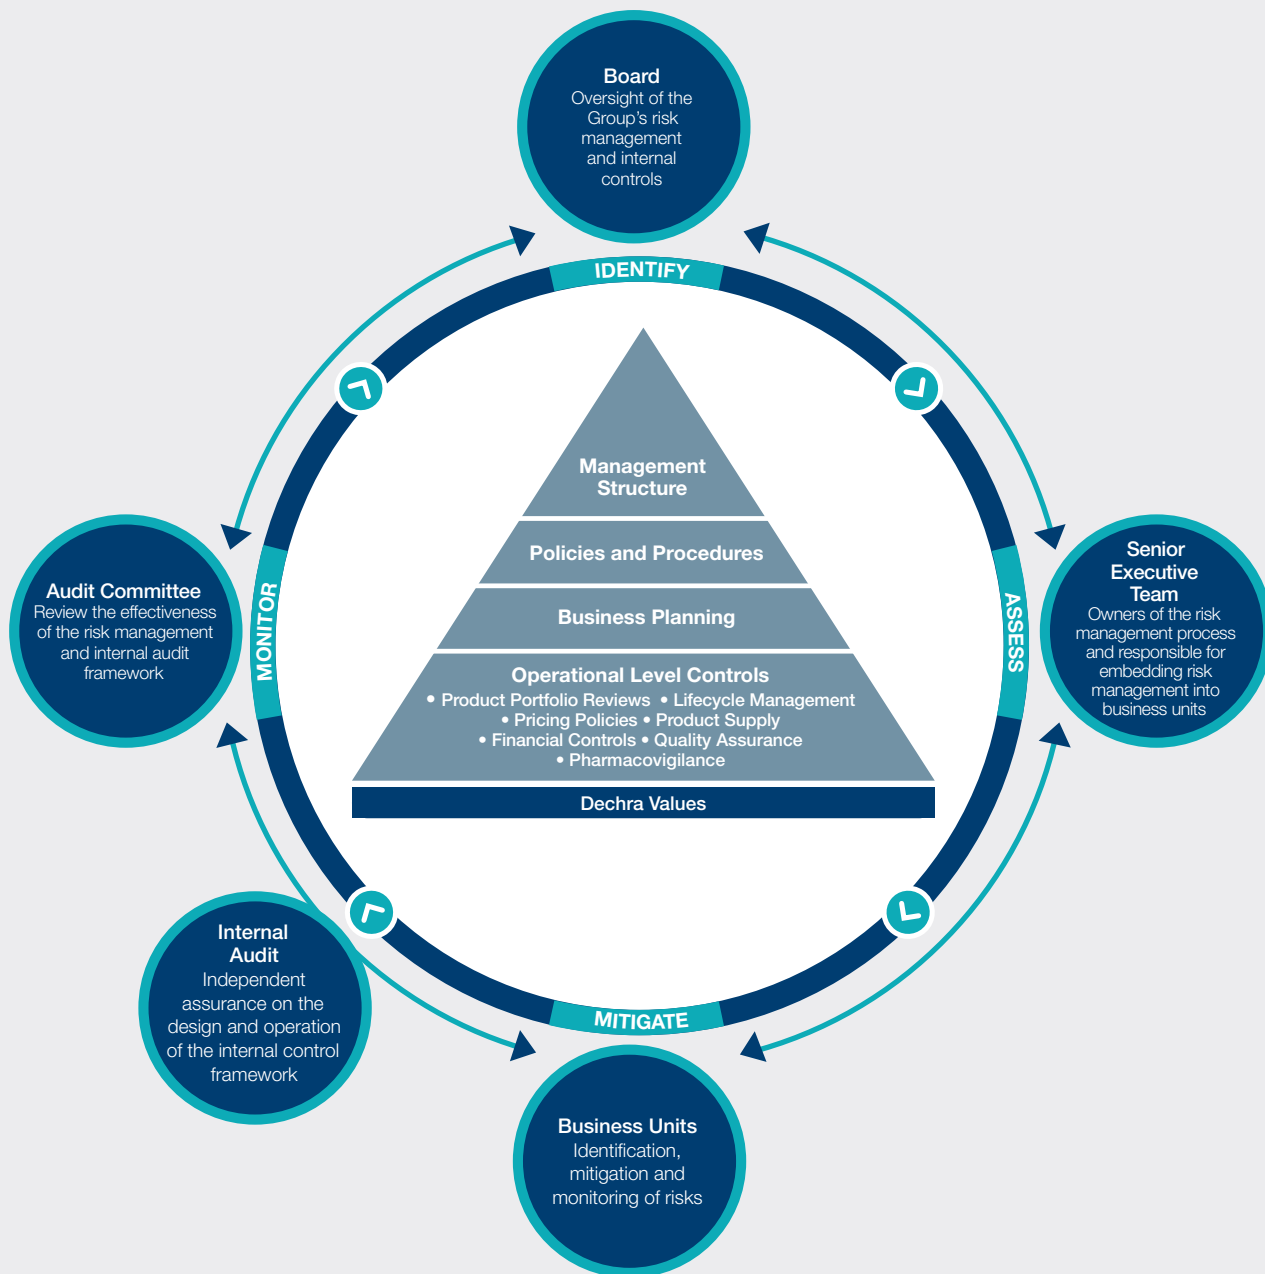 Board
Oversight of the
Group's risk
management
and internal
controls
IDENTIFY
Management
Structure
Policies and Procedures
Business Planning
Operational Level Controls
• Product Portfolio Reviews • Lifecycle Management
• Pricing Policies • Product Supply
• Financial Controls • Quality Assurance
• Pharmacovigilance
Dechra Values
ASSESS
Senior
Executive
Team
Owners of the risk
management process
and responsible for
embedding risk
management into
business units
MITIGATE
Business Units
Identification,
mitigation and
monitoring of risks
Internal
Audit
Independent
assurance on the
design and operation
of the internal control
framework
MONITOR
Audit Committee
Review the effectiveness
of the risk management
and internal audit
framework